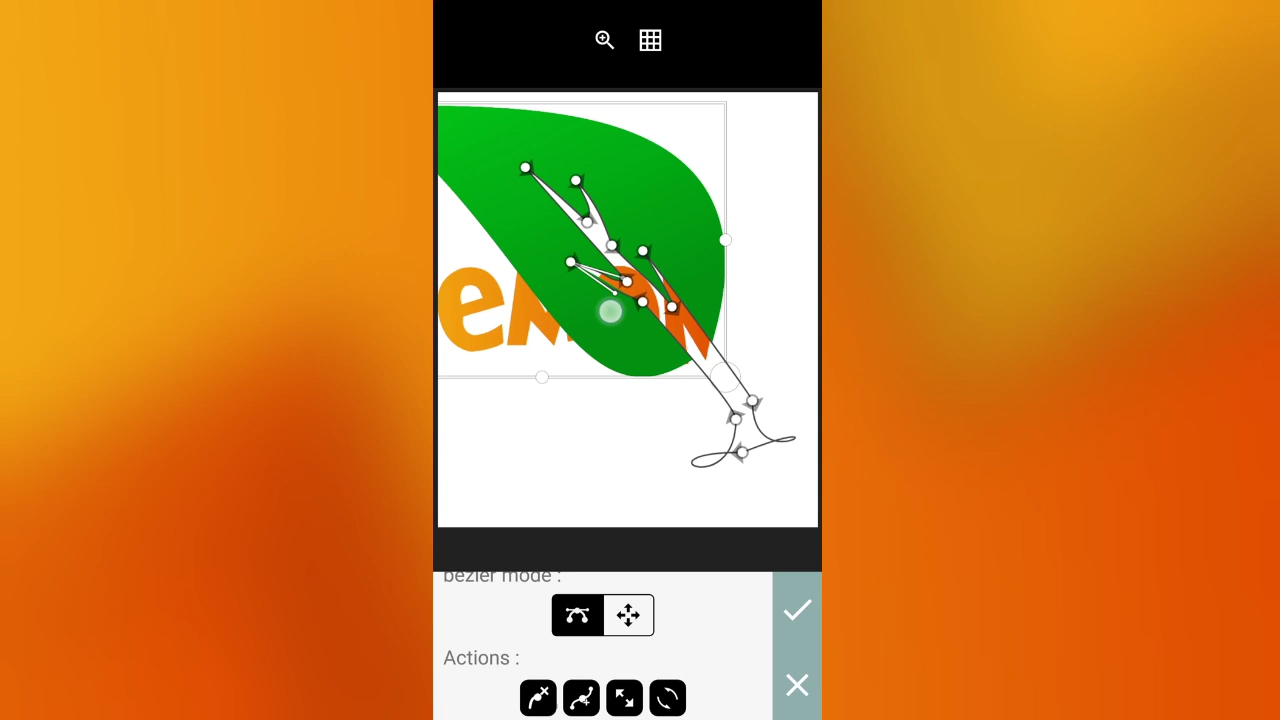 e
bezier mode :
Actions :